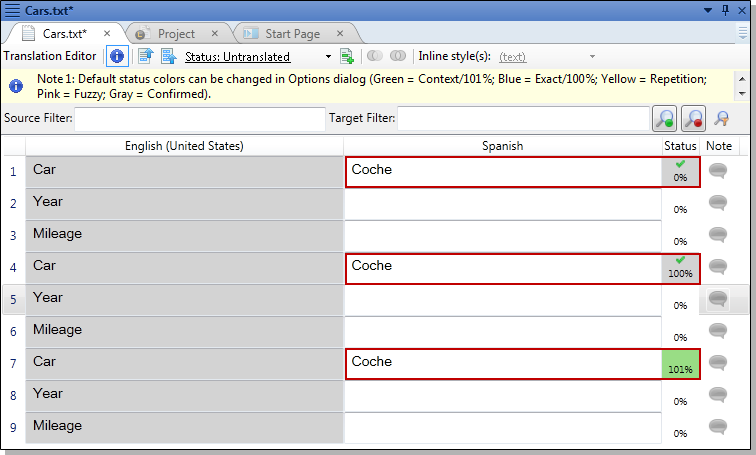 Cars.txt*
Cars.txt* Project Start Page
Translation Editor Status: Untranslated Inline style(s): (text)
Note 1: Default status colors can be changed in Options dialog (Green = Context/101%; Blue = Exact/100%; Yellow = Repetition;
Pink = Fuzzy; Gray = Confirmed).
Source Filter: Target Filter:
English (United States) Spanish Status Note
1 Car Coche 0%
2 Year 0%
3 Mileage 0%
4 Car Coche 100%
5 Year 0%
6 Mileage 0%
7 Car Coche 101%
8 Year 0%
9 Mileage 0%